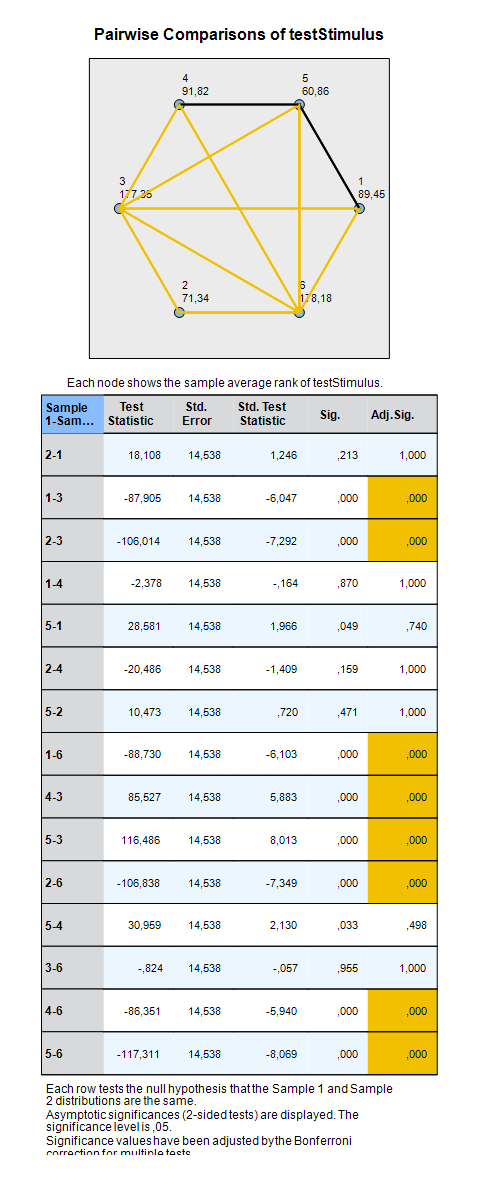 Pairwise Comparisons of testStimulus
4
91,82
5
60,86
3
177,35
1
89,45
2
71,34
6
178,18
Each node shows the sample average rank of testStimulus.
Sample 1-Sam... Test Statistic Std. Error Std. Test Statistic Sig. Adj.Sig.
2-1 18,108 14,538 1,246 ,213 1,000
1-3 -87,905 14,538 -6,047 ,000 ,000
2-3 -106,014 14,538 -7,292 ,000 ,000
1-4 -2,378 14,538 -,164 ,870 1,000
5-1 28,581 14,538 1,966 ,049 ,740
2-4 -20,486 14,538 -1,409 ,159 1,000
5-2 10,473 14,538 ,720 ,471 1,000
1-6 -88,730 14,538 -6,103 ,000 ,000
4-3 85,527 14,538 5,883 ,000 ,000
5-3 116,486 14,538 8,013 ,000 ,000
2-6 -106,838 14,538 -7,349 ,000 ,000
5-4 30,959 14,538 2,130 ,033 ,498
3-6 -,824 14,538 -,057 ,955 1,000
4-6 -86,351 14,538 -5,940 ,000 ,000
5-6 -117,311 14,538 -8,069 ,000 ,000
Each row tests the null hypothesis that the Sample 1 and Sample
2 distributions are the same.
Asymptotic significances (2-sided tests) are displayed. The
significance level is ,05.
Significance values have been adjusted by the Bonferroni
correction for multiple tests.